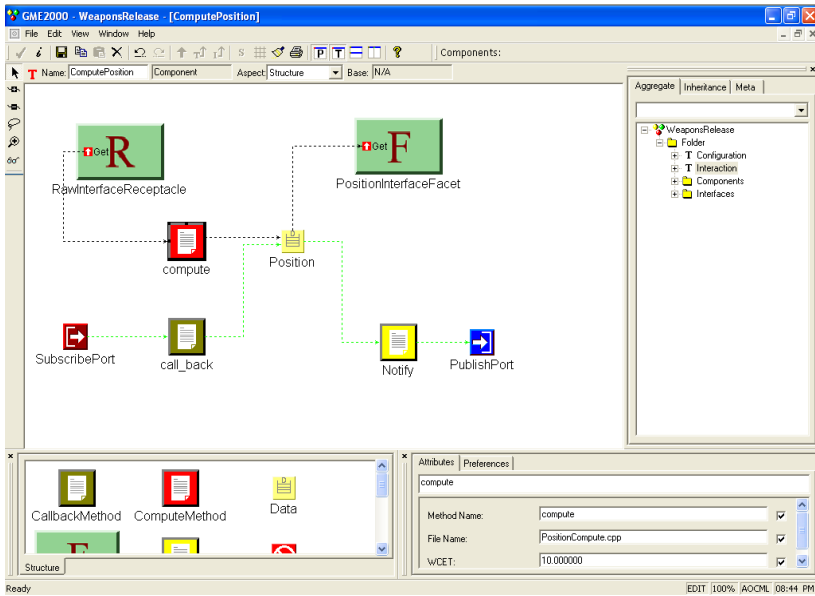 GME2000 - WeaponsRelease - [ComputePosition]
File Edit View Window Help
i S P T ? Components:
T Name: ComputePosition Component Aspect: Structure Base: N/A
Aggregate Inheritance Meta
WeaponsRelease
Folder
T Configuration
T Interaction
Components
Interfaces
Get R
RawInterfaceReceptacle
Get F
PositionInterfaceFacet
compute
Position
SubscribePort
call_back
Notify
PublishPort
CallbackMethod
ComputeMethod
Data
F
Structure
Attributes Preferences
compute
Method Name: compute
File Name: PositionCompute.cpp
WCET: 10.000000
Ready
EDIT 100% AOCML 08:44 PM